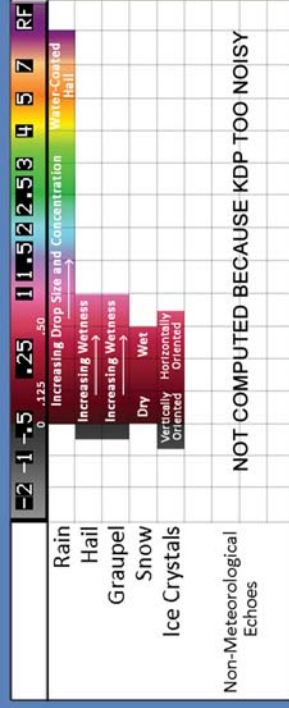 -2 -1 -.5 .25 1 1.5 2 2.5 3 4 5 7 RF
0 .125 .50
Rain
Increasing Drop Size and Concentration
Water-Coated
Hail
Hail
Increasing Wetness
Graupel
Increasing Wetness
Snow
Dry
Wet
Ice Crystals
Vertically
Oriented
Horizontally
Oriented
Non-Meteorological
Echoes
NOT COMPUTED BECAUSE KDP TOO NOISY